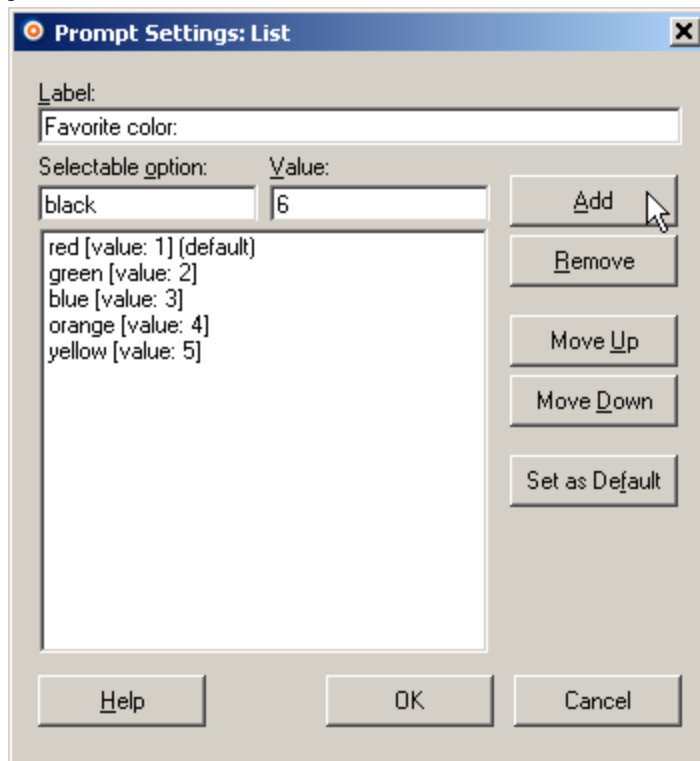 Prompt Settings: List
Label:
Favorite color:
Selectable option: Value:
black 6
Add
red [value: 1] (default)
green [value: 2]
blue [value: 3]
orange [value: 4]
yellow [value: 5]
Remove
Move Up
Move Down
Set as Default
Help OK Cancel